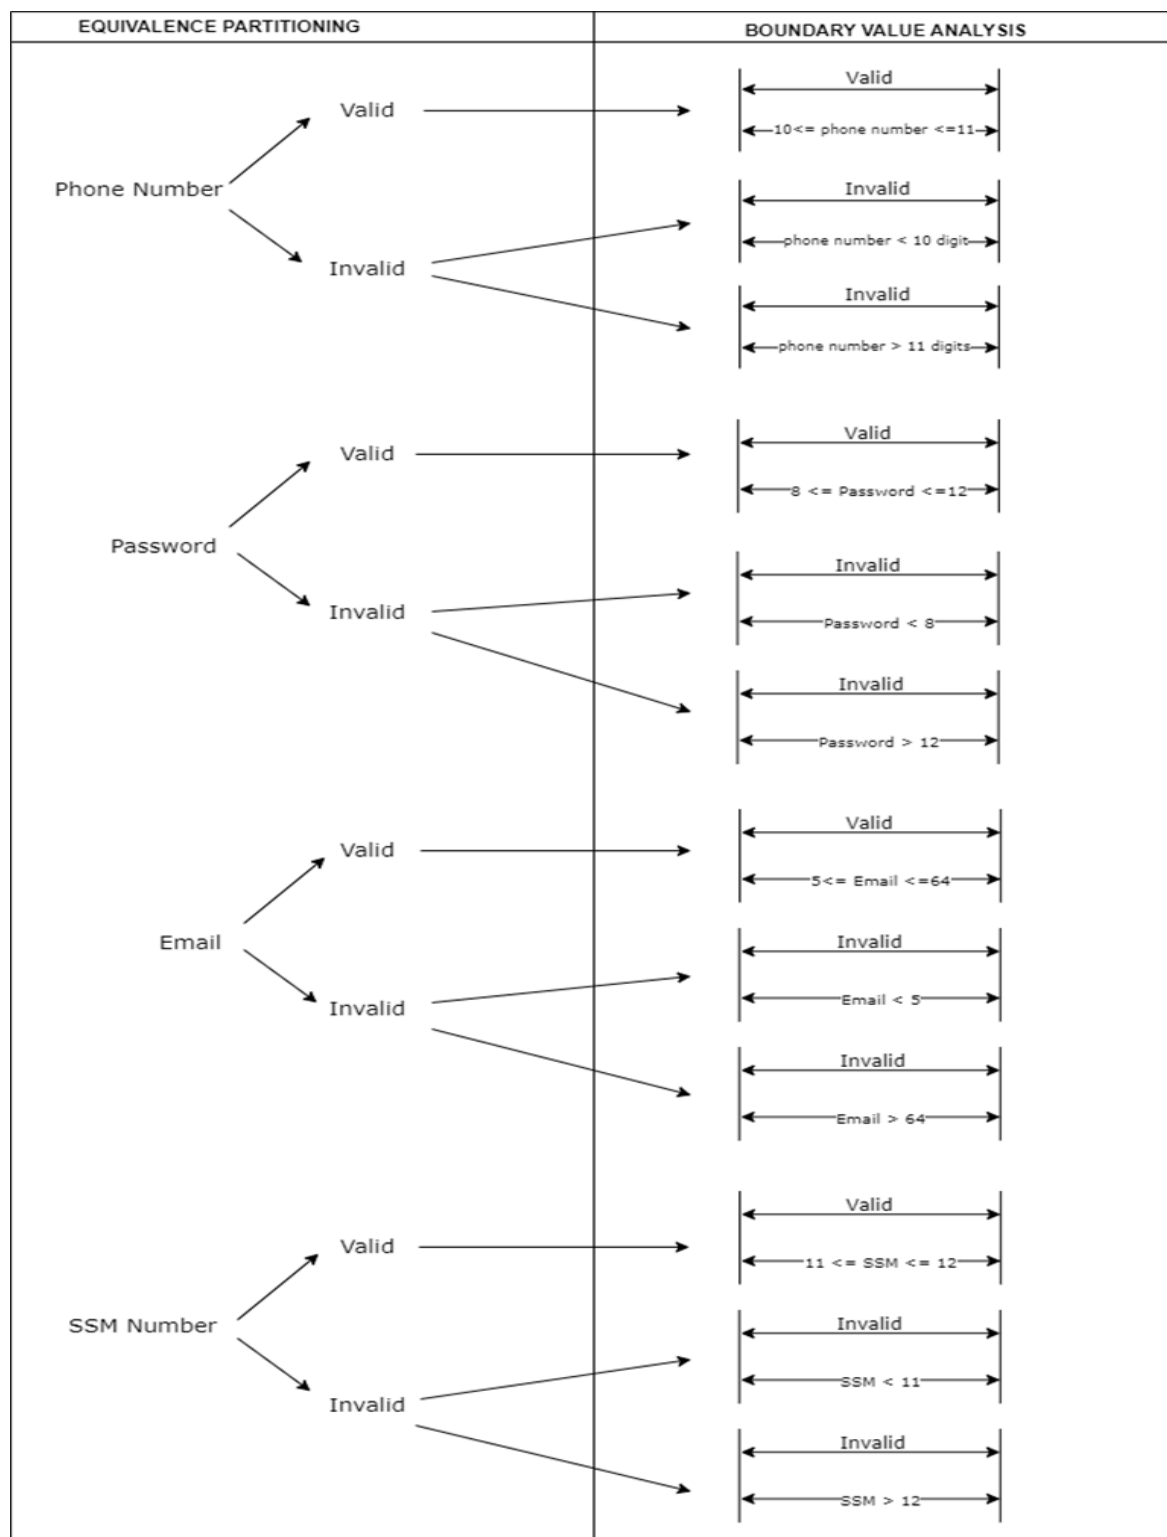 EQUIVALENCE PARTITIONING
BOUNDARY VALUE ANALYSIS
Phone Number
Valid
Valid
10<= phone number <=11
Invalid
Invalid
phone number < 10 digit
Invalid
phone number > 11 digits
Password
Valid
Valid
8 <= Password <=12
Invalid
Invalid
Password < 8
Invalid
Password > 12
Email
Valid
Valid
5<= Email <=64
Invalid
Invalid
Email < 5
Invalid
Email > 64
SSM Number
Valid
Valid
11 <= SSM <= 12
Invalid
Invalid
SSM < 11
Invalid
SSM > 12